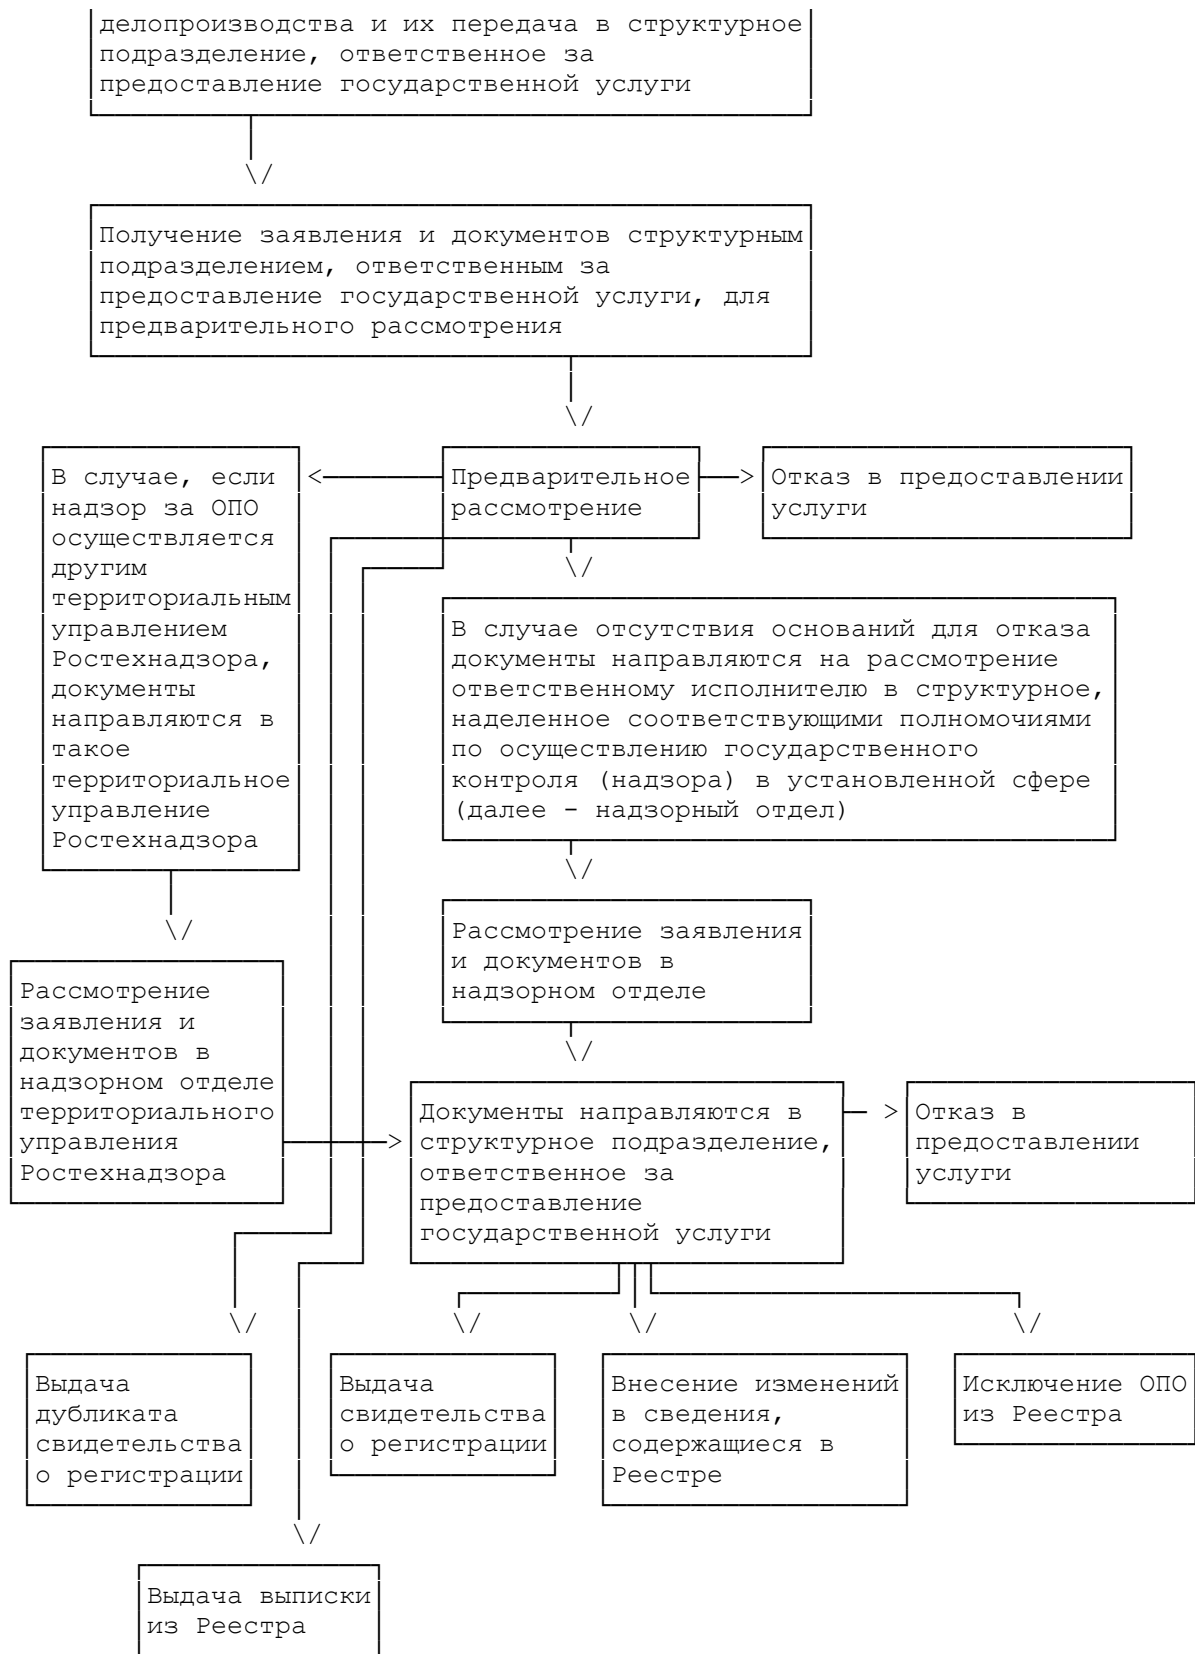 делопроизводства и их передача в структурное
подразделение, ответственное за
предоставление государственной услуги
Получение заявления и документов структурным
подразделением, ответственным за
предоставление государственной услуги, для
предварительного рассмотрения
В случае, если
надзор за ОПО
осуществляется
другим
территориальным
управлением
Ростехнадзора,
документы
направляются в
такое
территориальное
управление
Ростехнадзора
Предварительное
рассмотрение
Отказ в предоставлении
услуги
В случае отсутствия оснований для отказа
документы направляются на рассмотрение
ответственному исполнителю в структурное,
наделенное соответствующими полномочиями
по осуществлению государственного
контроля (надзора) в установленной сфере
(далее - надзорный отдел)
Рассмотрение заявления
и документов в
надзорном отделе
Рассмотрение
заявления и
документов в
надзорном отделе
территориального
управления
Ростехнадзора
Документы направляются в
структурное подразделение,
ответственное за
предоставление
государственной услуги
Отказ в
предоставлении
услуги
Выдача
дубликата
свидетельства
о регистрации
Выдача
свидетельства
о регистрации
Внесение изменений
в сведения,
содержащиеся в
Реестре
Исключение ОПО
из Реестра
Выдача выписки
из Реестра